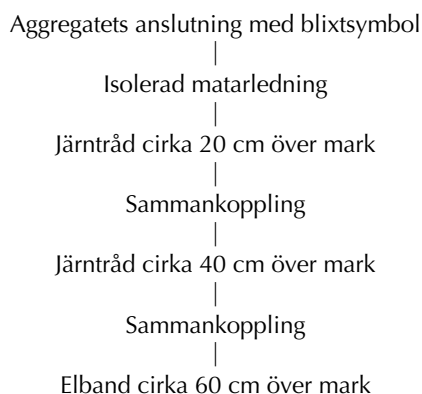 Aggregatets anslutning med blixtsymbol
|
Isolerad matarledning
|
Järntråd cirka 20 cm över mark
|
Sammankoppling
|
Järntråd cirka 40 cm över mark
|
Sammankoppling
|
Elband cirka 60 cm över mark